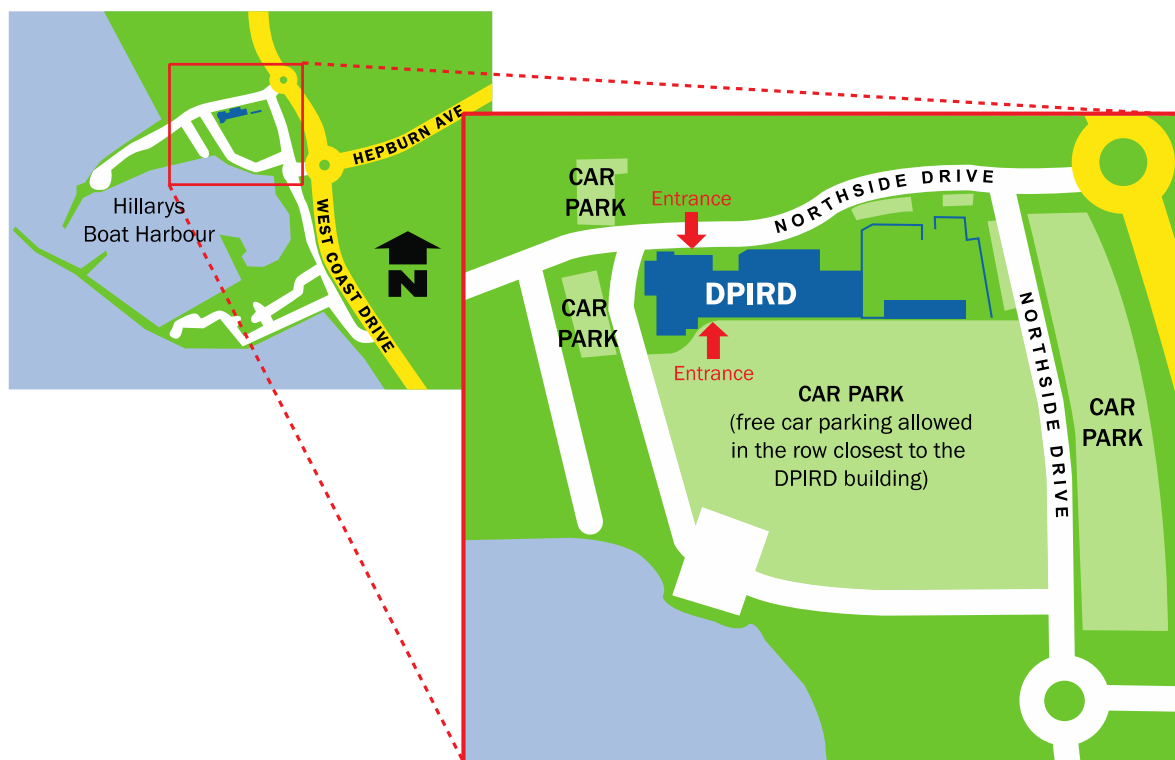 HEPBURN AVE
WEST COAST DRIVE
Hillarys
Boat Harbour
N
CAR
PARK
Entrance
NORTHSIDE DRIVE
DPIRD
CAR
PARK
Entrance
NORTHSIDE DRIVE
CAR PARK
(free car parking allowed
in the row closest to the
DPIRD building)
CAR
PARK